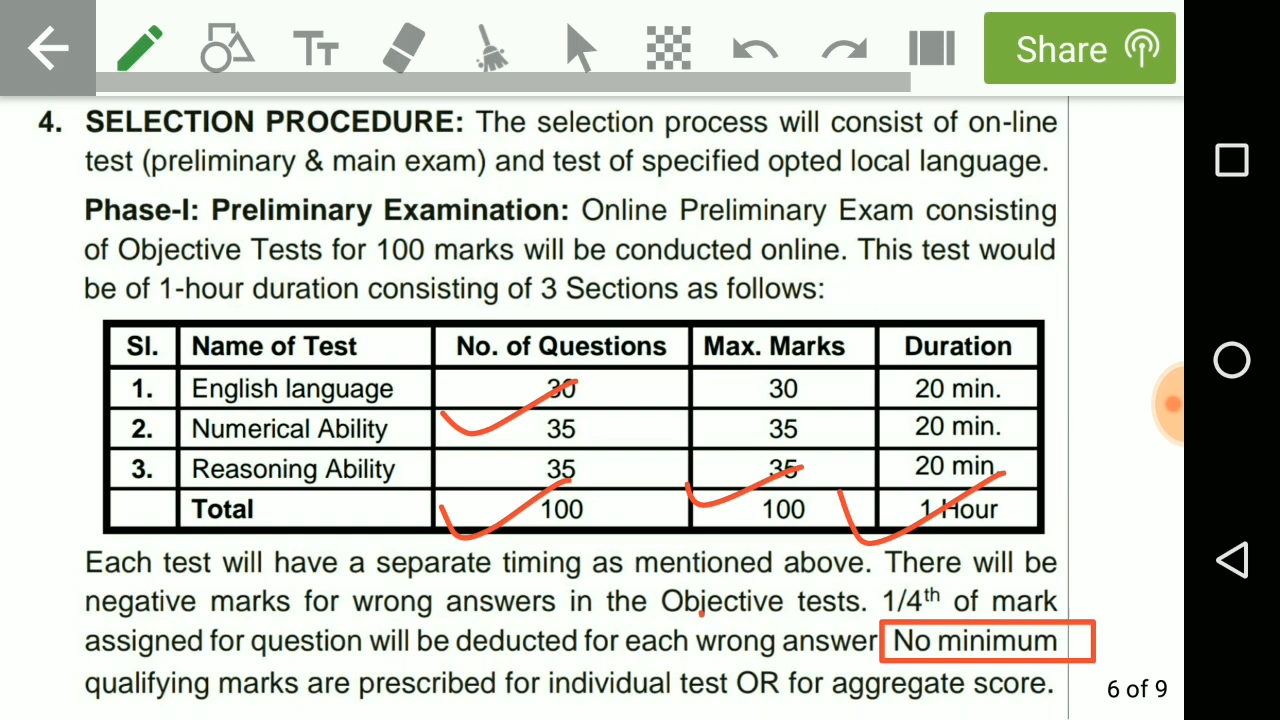 TT
Share
4. SELECTION PROCEDURE: The selection process will consist of on-line
test (preliminary & main exam) and test of specified opted local language.
Phase-I: Preliminary Examination: Online Preliminary Exam consisting
of Objective Tests for 100 marks will be conducted online. This test would
be of 1-hour duration consisting of 3 Sections as follows:
Sl. Name of Test No. of Questions Max. Marks Duration
1. English language 30 30 20 min.
2. Numerical Ability 35 35 20 min.
3. Reasoning Ability 35 35 20 min.
Total 100 100 1 Hour
Each test will have a separate timing as mentioned above. There will be
negative marks for wrong answers in the Objective tests. 1/4th of mark
assigned for question will be deducted for each wrong answer No minimum
qualifying marks are prescribed for individual test OR for aggregate score.
6 of 9